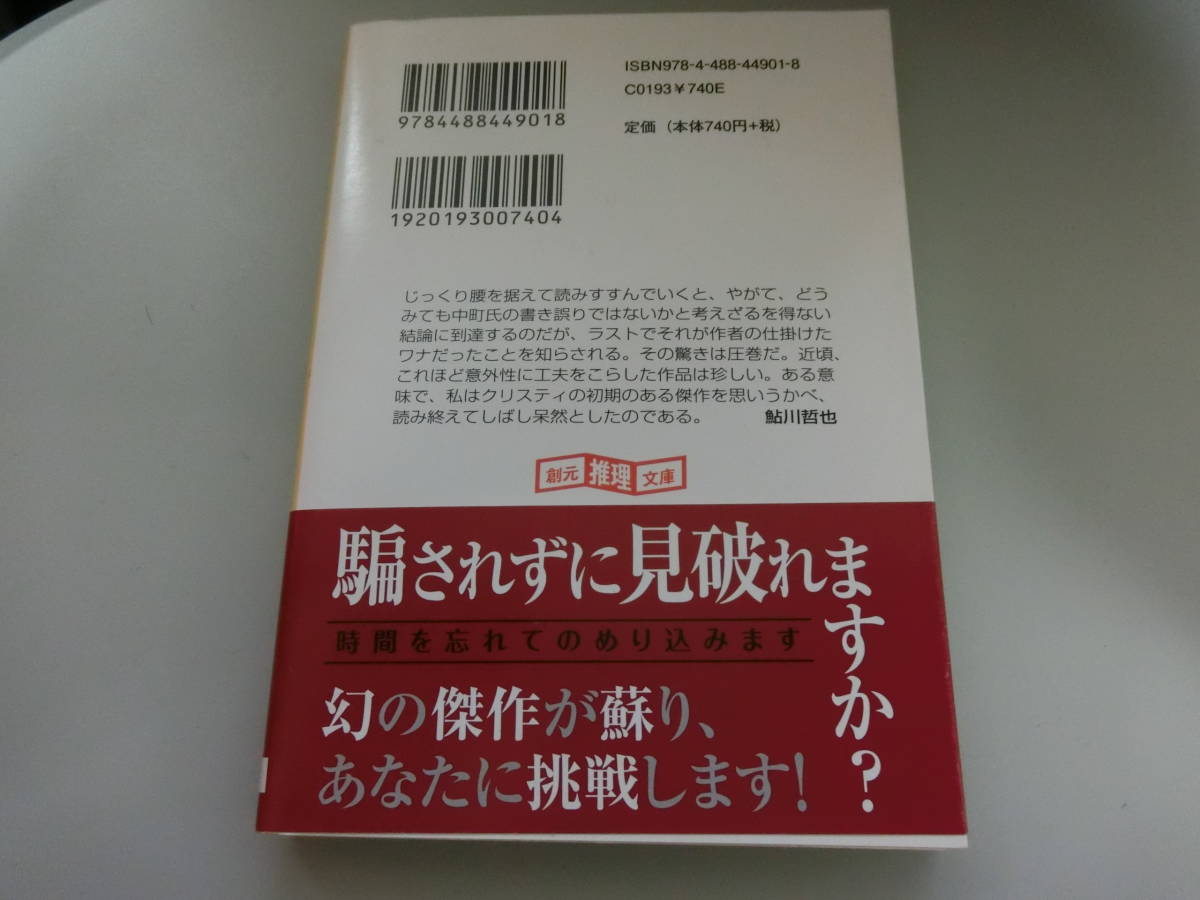 ISBN978-4-488-44901-8
C0193￥740E
9784488449018
定価（本体740円+税）
1920193007404
じっくり腰を据えて読みすすんでいくと、やがて、どう
みても中町氏の書き誤りではないかと考えざるを得ない
結論に到達するのだが、ラストでそれが作者の仕掛けた
ワナだったことを知らされる。その驚きは圧巻だ。近頃、
これほど意外性に工夫をこらした作品は珍しい。ある意
味で、私はクリスティの初期のある傑作を思いうかべ、
読み終えてしばし呆然としたのである。 鮎川哲也
創元推理文庫
騙されずに見破れますか？
時間を忘れてのめり込みます
幻の傑作が蘇り、
あなたに挑戦します！